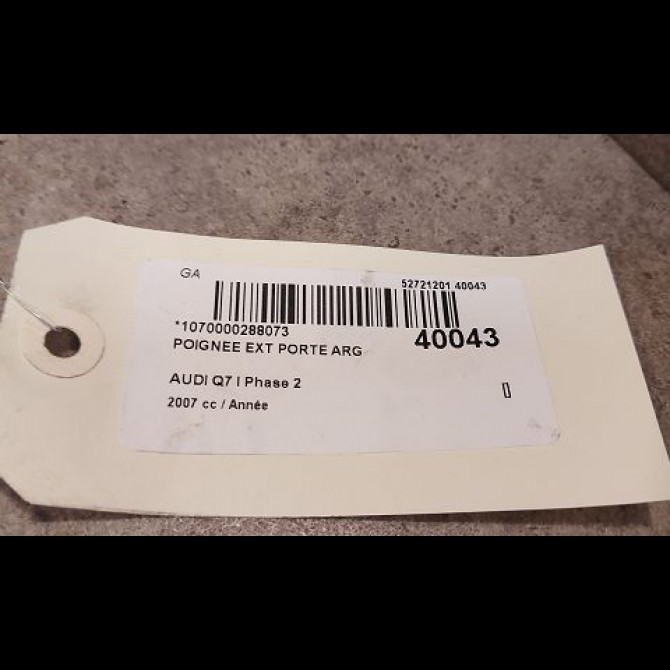 GA
52721201 40043
*1070000288073
40043
POIGNEE EXT PORTE ARG
AUDI Q7 I Phase 2
2007 cc / Année